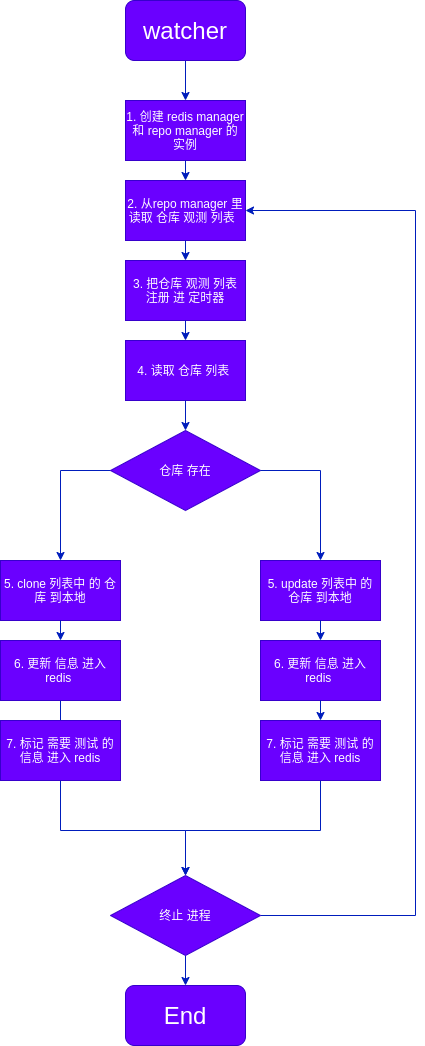 watcher
1. 创建 redis manager
和 repo manager 的
实例
2. 从repo manager 里
读取 仓库 观测 列表
3. 把仓库 观测 列表
注册 进 定时器
4. 读取 仓库 列表
仓库 存在
5. clone 列表中 的 仓
库 到本地
5. update 列表中 的
仓库 到本地
6. 更新 信息 进入
redis
6. 更新 信息 进入
redis
7. 标记 需要 测试 的
信息 进入 redis
7. 标记 需要 测试 的
信息 进入 redis
终止 进程
End